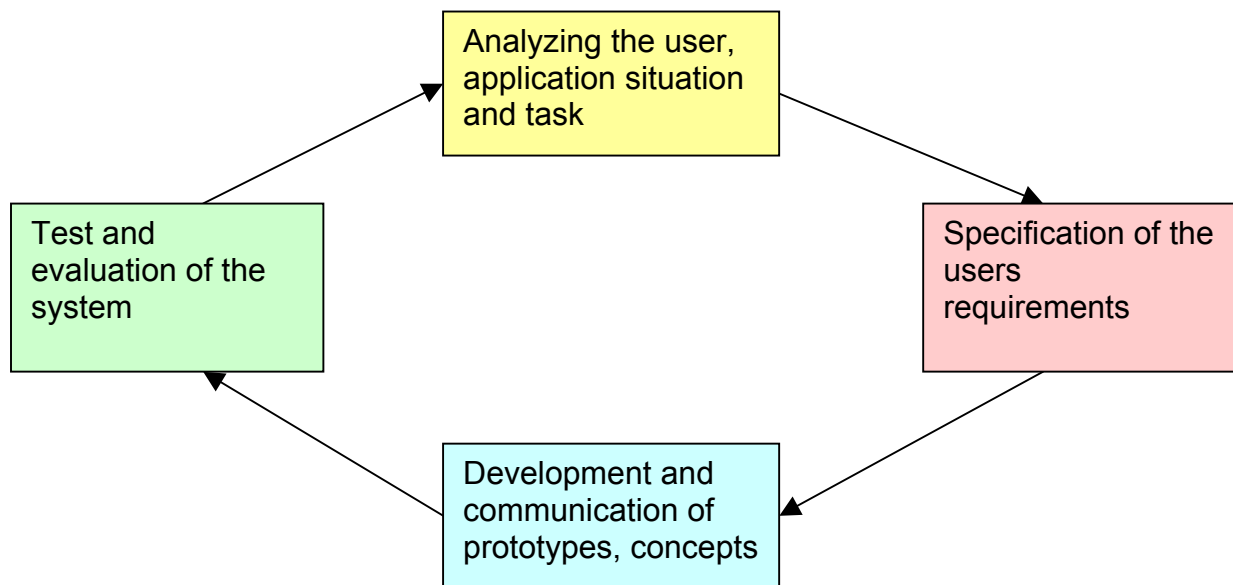 Analyzing the user,
application situation
and task
Test and
evaluation of the
system
Specification of the
users
requirements
Development and
communication of
prototypes, concepts